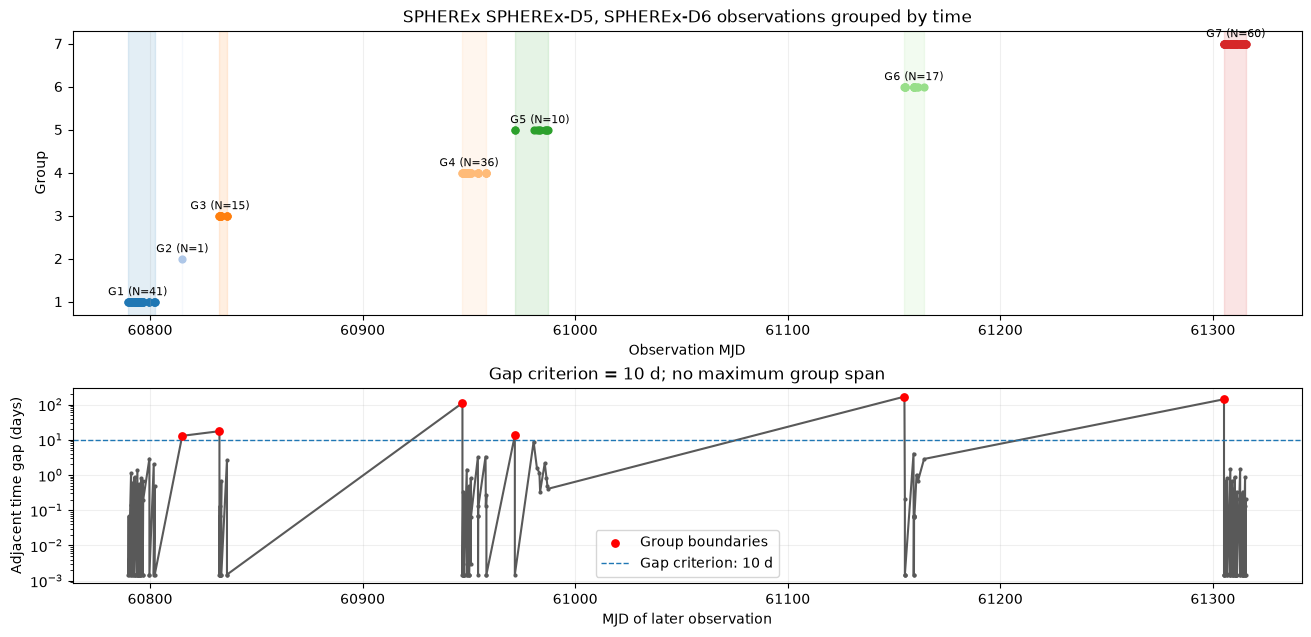 SPHEREx SPHEREx-D5, SPHEREx-D6 observations grouped by time
Group
7
6
5
4
3
2
1
G7 (N=60)
G6 (N=17)
G5 (N=10)
G4 (N=36)
G3 (N=15)
G2 (N=1)
G1 (N=41)
60800 60900 61000 61100 61200 61300
Observation MJD
Gap criterion = 10 d; no maximum group span
Adjacent time gap (days)
10²
10¹
10⁰
10⁻¹
10⁻²
10⁻³
Group boundaries
Gap criterion: 10 d
60800 60900 61000 61100 61200 61300
MJD of later observation